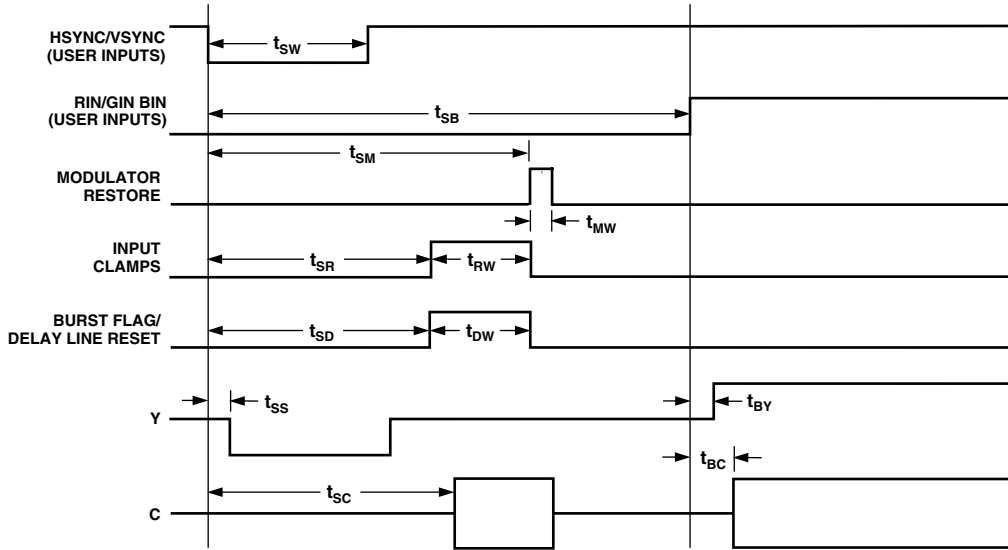 HSYNC/VSYNC
(USER INPUTS)
tSW
RIN/GIN BIN
(USER INPUTS)
tSB
tSM
MODULATOR
RESTORE
tMW
INPUT
CLAMPS
tSR
tRW
BURST FLAG/
DELAY LINE RESET
tSD
tDW
tSS
Y
tBY
tBC
tSC
C